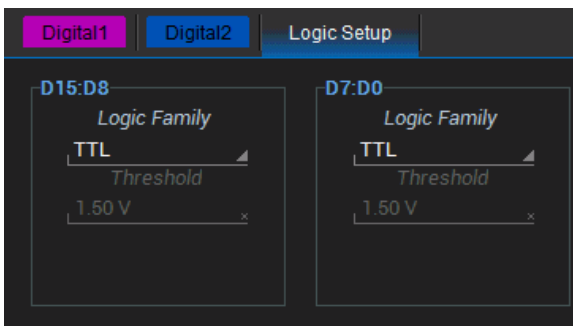 Digital1 Digital2 Logic Setup
D15:D8 D7:D0
Logic Family Logic Family
TTL TTL
Threshold Threshold
1.50 V 1.50 V